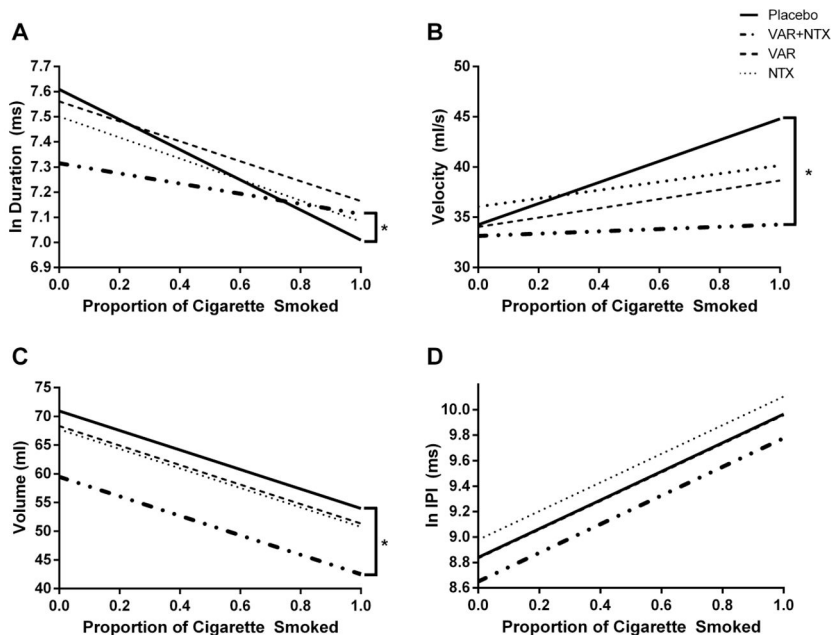 Placebo
VAR+NTX
VAR
NTX
A
7.7
7.6
7.5
7.4
7.3
7.2
7.1
7.0
6.9
ln Duration (ms)
*
0.0 0.2 0.4 0.6 0.8 1.0
Proportion of Cigarette Smoked
B
50
45
40
35
30
Velocity (ml/s)
*
0.0 0.2 0.4 0.6 0.8 1.0
Proportion of Cigarette Smoked
C
75
70
65
60
55
50
45
40
Volume (ml)
*
0.0 0.2 0.4 0.6 0.8 1.0
Proportion of Cigarette Smoked
D
10.0
9.8
9.6
9.4
9.2
9.0
8.8
8.6
ln IPI (ms)
0.0 0.2 0.4 0.6 0.8 1.0
Proportion of Cigarette Smoked